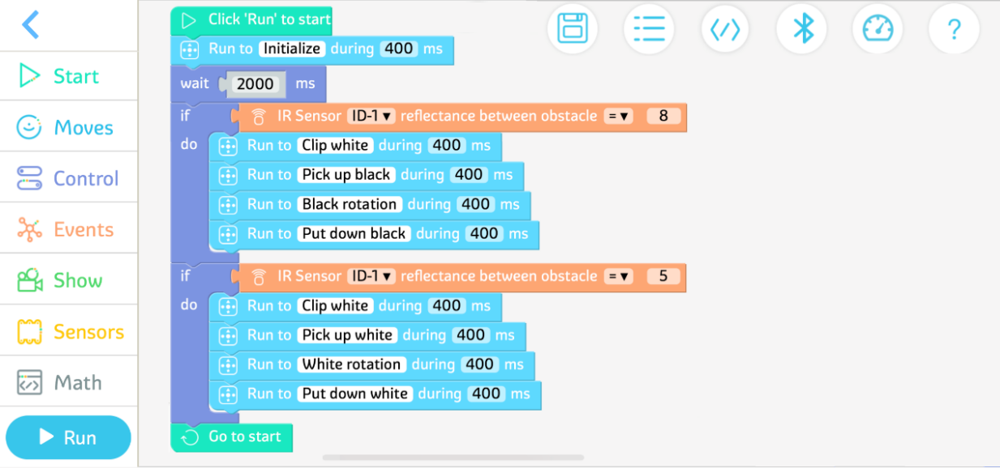 Start
Moves
Control
Events
Show
Sensors
Math
Run
Click 'Run' to start
Run to Initialize during 400 ms
wait 2000 ms
if IR Sensor ID-1 ▾ reflectance between obstacle = ▾ 8
do Run to Clip white during 400 ms
Run to Pick up black during 400 ms
Run to Black rotation during 400 ms
Run to Put down black during 400 ms
if IR Sensor ID-1 ▾ reflectance between obstacle = ▾ 5
do Run to Clip white during 400 ms
Run to Pick up white during 400 ms
Run to White rotation during 400 ms
Run to Put down white during 400 ms
Go to start
?